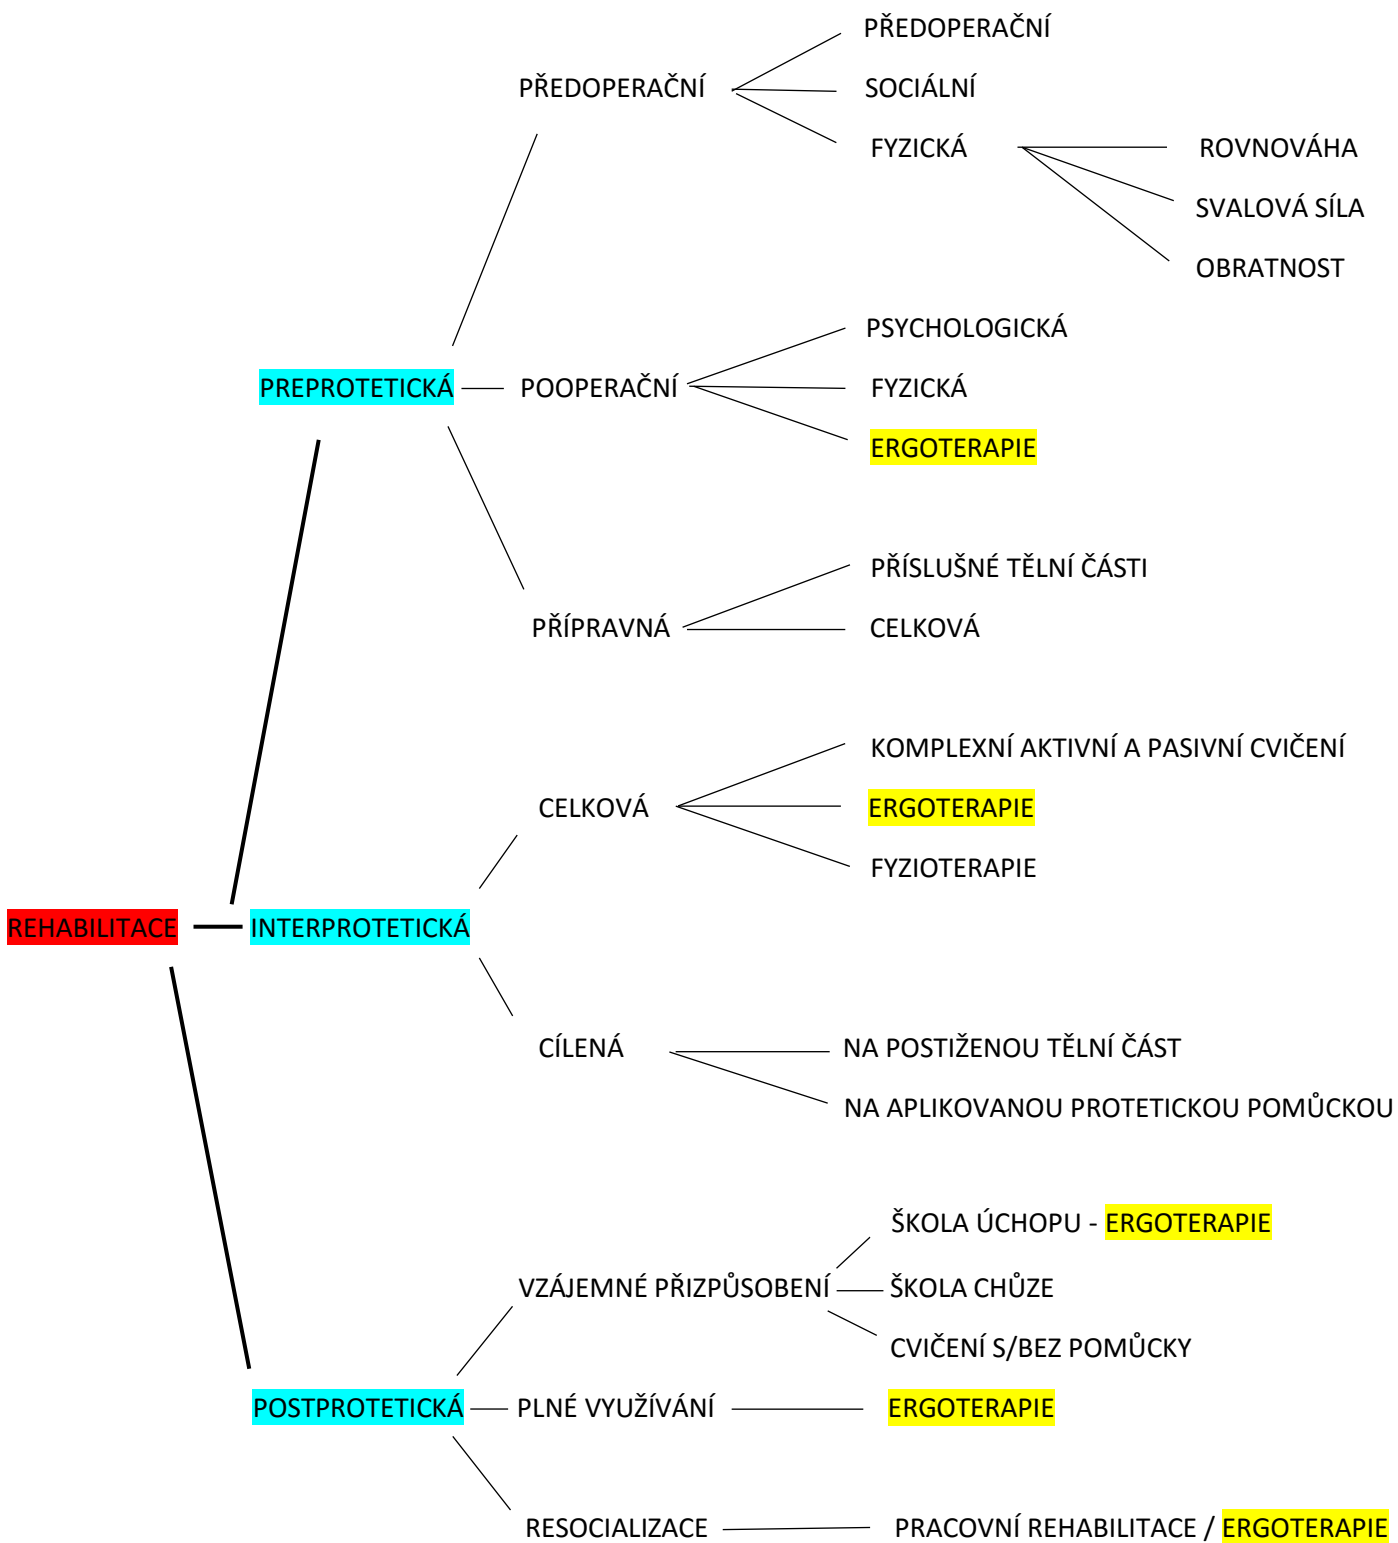 PŘEDOPERAČNÍ
PŘEDOPERAČNÍ
SOCIÁLNÍ
FYZICKÁ
ROVNOVÁHA
SVALOVÁ SÍLA
OBRATNOST
PREPROTETICKÁ
POOPERAČNÍ
PSYCHOLOGICKÁ
FYZICKÁ
ERGOTERAPIE
PŘÍPRAVNÁ
PŘÍSLUŠNÉ TĚLNÍ ČÁSTI
CELKOVÁ
REHABILITACE
INTERPROTETICKÁ
CELKOVÁ
KOMPLEXNÍ AKTIVNÍ A PASIVNÍ CVIČENÍ
ERGOTERAPIE
FYZIOTERAPIE
CÍLENÁ
NA POSTIŽENOU TĚLNÍ ČÁST
NA APLIKOVANOU PROTETICKOU POMŮCKOU
POSTPROTETICKÁ
VZÁJEMNÉ PŘIZPŮSOBENÍ
ŠKOLA ÚCHOPU - ERGOTERAPIE
ŠKOLA CHŮZE
CVIČENÍ S/BEZ POMŮCKY
PLNÉ VYUŽÍVÁNÍ
ERGOTERAPIE
RESOCIALIZACE
PRACOVNÍ REHABILITACE / ERGOTERAPIE